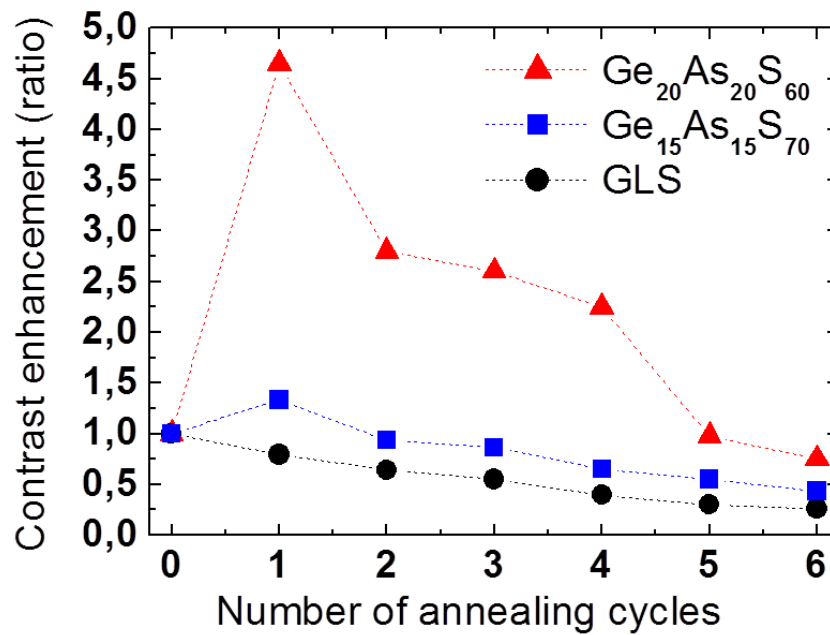 5,0
4,5
4,0
3,5
3,0
2,5
2,0
1,5
1,0
0,5
0,0
Contrast enhancement (ratio)
Ge₂₀As₂₀S₆₀
Ge₁₅As₁₅S₇₀
GLS
0 1 2 3 4 5 6
Number of annealing cycles